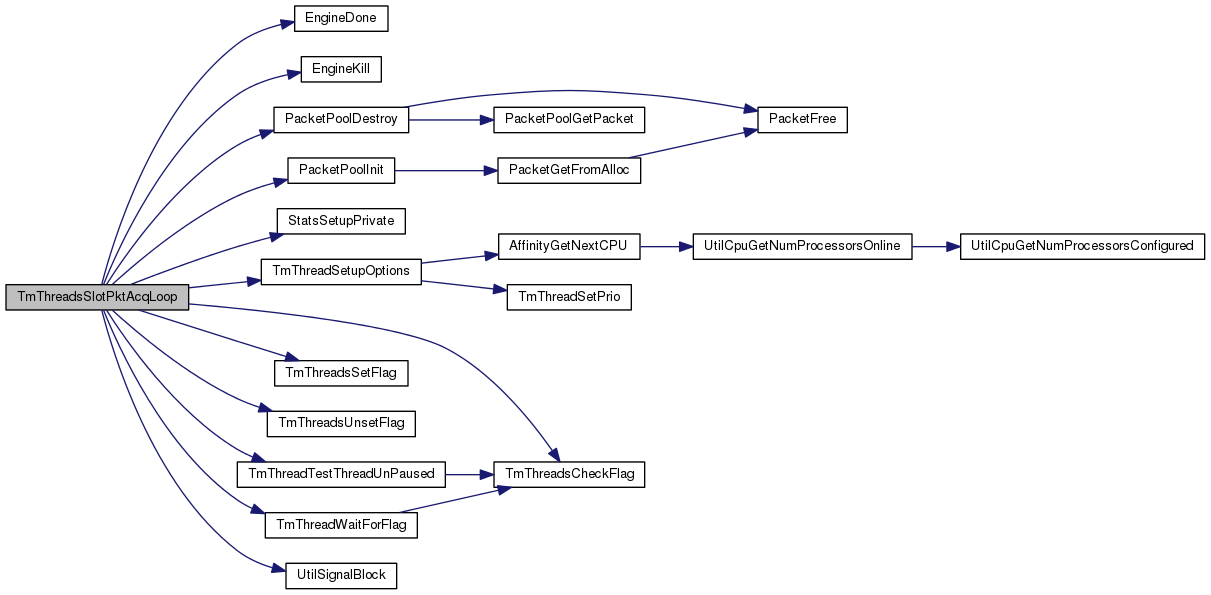 EngineDone
EngineKill
PacketPoolDestroy
PacketPoolGetPacket
PacketFree
PacketPoolInit
PacketGetFromAlloc
StatsSetupPrivate
AffinityGetNextCPU
UtilCpuGetNumProcessorsOnline
UtilCpuGetNumProcessorsConfigured
TmThreadSetupOptions
TmThreadSetPrio
TmThreadsSlotPktAcqLoop
TmThreadsSetFlag
TmThreadsUnsetFlag
TmThreadTestThreadUnPaused
TmThreadsCheckFlag
TmThreadWaitForFlag
UtilSignalBlock